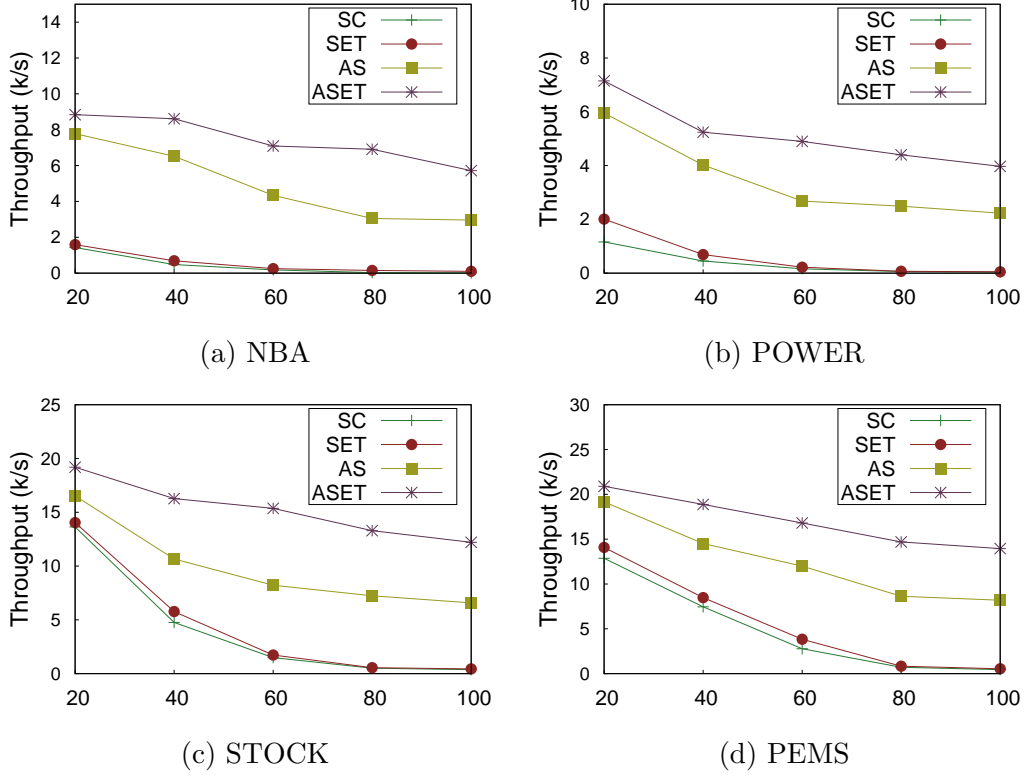 14
12
10
8
6
4
2
0
Throughput (k/s)
SC
SET
AS
ASET
20 40 60 80 100
(a) NBA
10
8
6
4
2
0
Throughput (k/s)
SC
SET
AS
ASET
20 40 60 80 100
(b) POWER
25
20
15
10
5
0
Throughput (k/s)
SC
SET
AS
ASET
20 40 60 80 100
(c) STOCK
30
25
20
15
10
5
0
Throughput (k/s)
SC
SET
AS
ASET
20 40 60 80 100
(d) PEMS